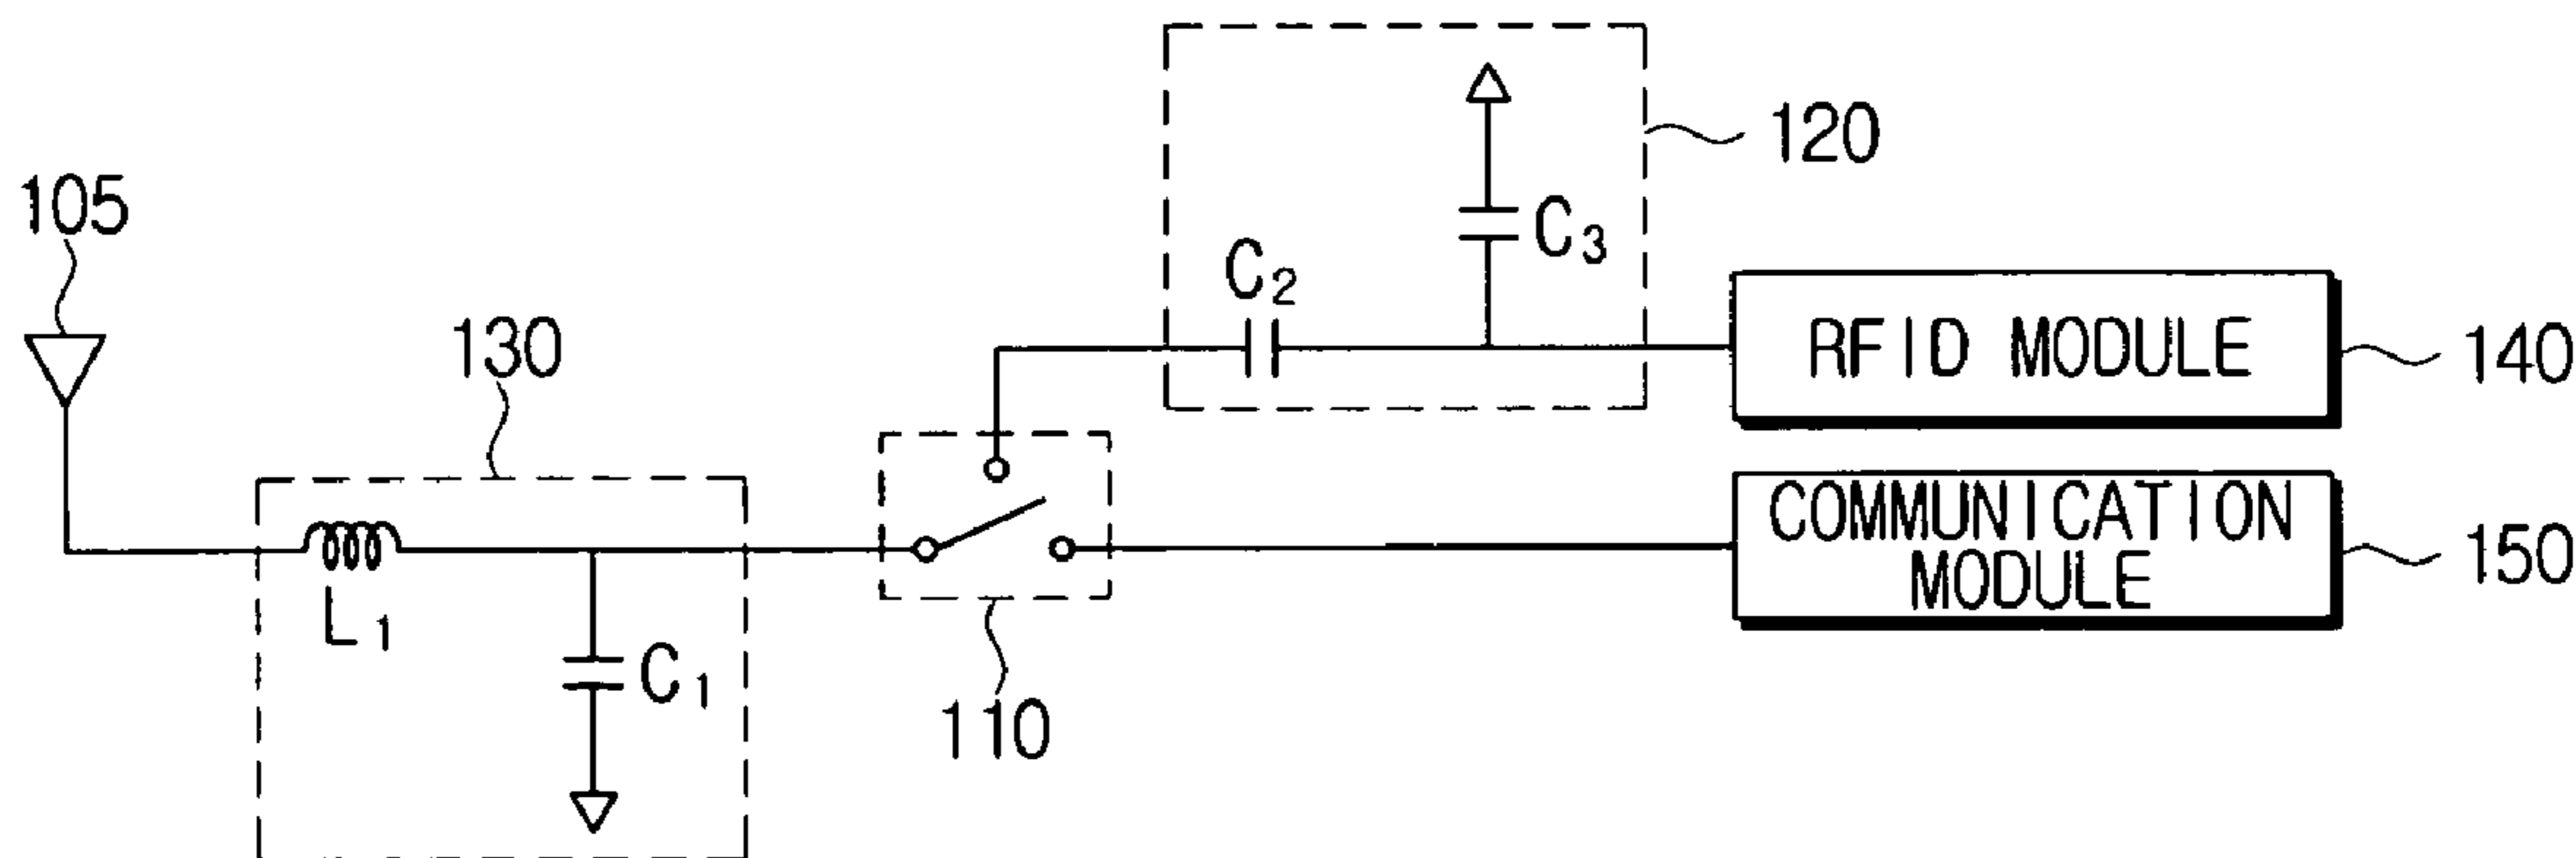 120
105
C₃
C₂
130
RFID MODULE
140
COMMUNICATION
MODULE
150
L₁
C₁
110